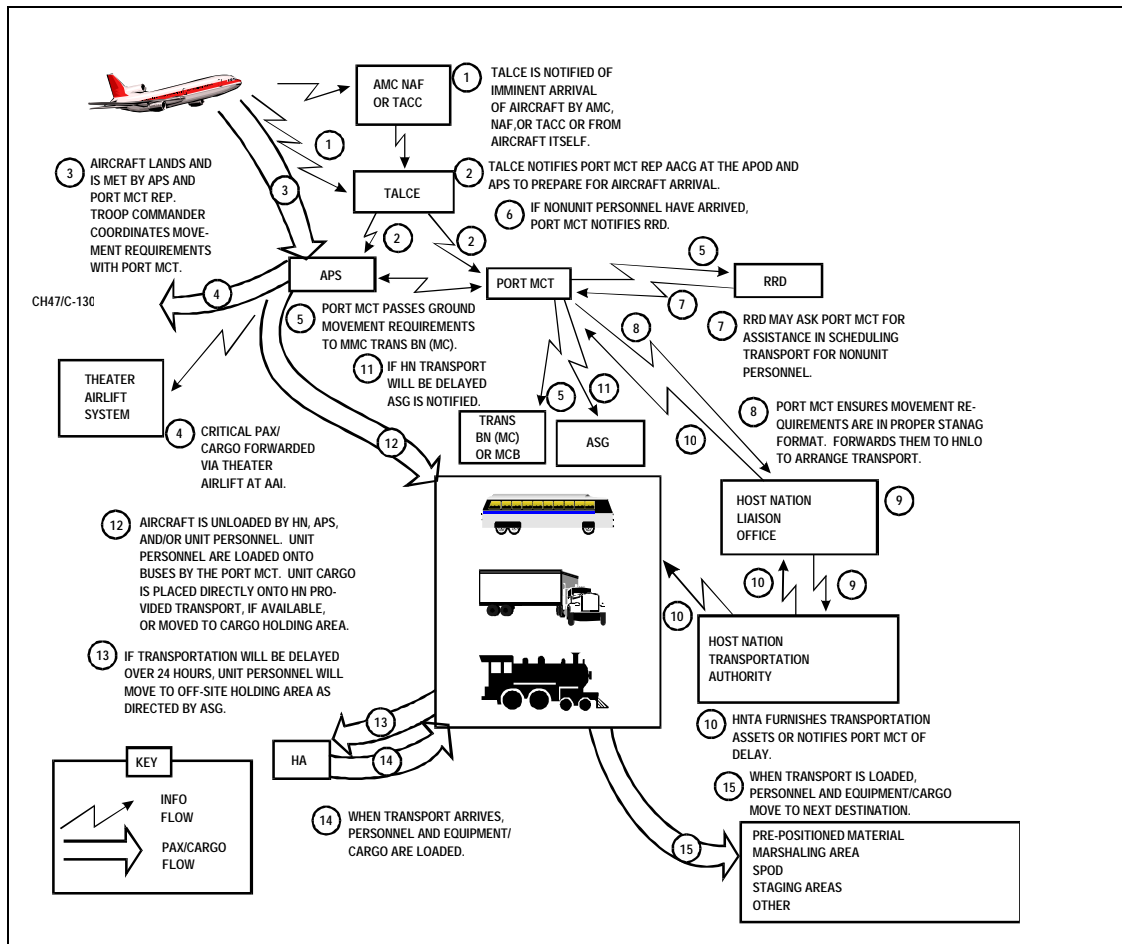 AMC NAF
OR TACC
1
TALCE IS NOTIFIED OF
IMMINENT ARRIVAL
OF AIRCRAFT BY AMC,
NAF,OR TACC OR FROM
AIRCRAFT ITSELF.
1
3
AIRCRAFT LANDS AND
IS MET BY APS AND
PORT MCT REP.
TROOP COMMANDER
COORDINATES MOVE-
MENT REQUIREMENTS
WITH PORT MCT.
3
TALCE
2
TALCE NOTIFIES PORT MCT REP AACG AT THE APOD AND
APS TO PREPARE FOR AIRCRAFT ARRIVAL.
6
IF NONUNIT PERSONNEL HAVE ARRIVED,
PORT MCT NOTIFIES RRD.
2
2
5
APS
PORT MCT
RRD
4
7
CH47/C-130
5
PORT MCT PASSES GROUND
MOVEMENT REQUIREMENTS
TO MMC TRANS BN (MC).
8
7
RRD MAY ASK PORT MCT FOR
ASSISTANCE IN SCHEDULING
TRANSPORT FOR NONUNIT
PERSONNEL.
11
IF HN TRANSPORT
WILL BE DELAYED
ASG IS NOTIFIED.
5
11
THEATER
AIRLIFT
SYSTEM
4
CRITICAL PAX/
CARGO FORWARDED
VIA THEATER
AIRLIFT AT AAI.
12
TRANS
BN (MC)
OR MCB
ASG
10
8
PORT MCT ENSURES MOVEMENT RE-
QUIREMENTS ARE IN PROPER STANAG
FORMAT. FORWARDS THEM TO HNLO
TO ARRANGE TRANSPORT.
HOST NATION
LIAISON
OFFICE
9
12
AIRCRAFT IS UNLOADED BY HN, APS,
AND/OR UNIT PERSONNEL. UNIT
PERSONNEL ARE LOADED ONTO
BUSES BY THE PORT MCT. UNIT CARGO
IS PLACED DIRECTLY ONTO HN PRO-
VIDED TRANSPORT, IF AVAILABLE,
OR MOVED TO CARGO HOLDING AREA.
10
9
10
HOST NATION
TRANSPORTATION
AUTHORITY
13
IF TRANSPORTATION WILL BE DELAYED
OVER 24 HOURS, UNIT PERSONNEL WILL
MOVE TO OFF-SITE HOLDING AREA AS
DIRECTED BY ASG.
10
HNTA FURNISHES TRANSPORTATION
ASSETS OR NOTIFIES PORT MCT OF
DELAY.
13
HA
14
15
WHEN TRANSPORT IS LOADED,
PERSONNEL AND EQUIPMENT/CARGO
MOVE TO NEXT DESTINATION.
KEY
INFO
FLOW
PAX/CARGO
FLOW
14
WHEN TRANSPORT ARRIVES,
PERSONNEL AND EQUIPMENT/
CARGO ARE LOADED.
15
PRE-POSITIONED MATERIAL
MARSHALING AREA
SPOD
STAGING AREAS
OTHER